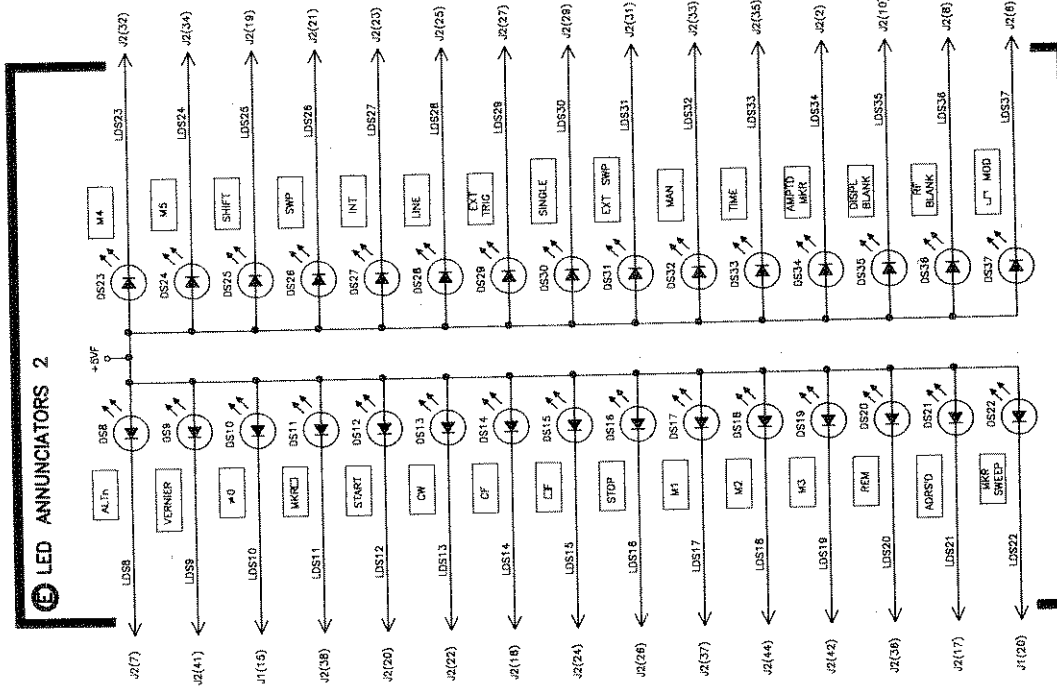 E LED ANNUNCIATORS 2
+5VF
ALTn
DS8
LDS8
J2(7)
VERNIER
DS9
LDS9
J2(41)
DS10
LDS10
J1(15)
DS11
LDS11
J2(38)
START
DS12
LDS12
J2(20)
CW
DS13
LDS13
J2(22)
CF
DS14
LDS14
J2(18)
DS15
LDS15
J2(24)
STOP
DS16
LDS16
J2(26)
M1
DS17
LDS17
J2(37)
M2
DS18
LDS18
J2(44)
M3
DS19
LDS19
J2(42)
REM
DS20
LDS20
J2(36)
ADRS'D
DS21
LDS21
J2(17)
MKR
SWEEP
DS22
LDS22
J1(20)
M4
DS23
LDS23
J2(32)
M5
DS24
LDS24
J2(34)
SHIFT
DS25
LDS25
J2(19)
SWP
DS26
LDS26
J2(21)
INT
DS27
LDS27
J2(23)
LINE
DS28
LDS28
J2(25)
EXT
TRIG
DS29
LDS29
J2(27)
SINGLE
DS30
LDS30
J2(29)
EXT SWP
DS31
LDS31
J2(31)
MAN
DS32
LDS32
J2(33)
TIME
DS33
LDS33
J2(35)
AMPTD
MKR
DS34
LDS34
J2(2)
DISPL
BLANK
DS35
LDS35
J2(10)
RF
BLANK
DS36
LDS36
J2(8)
MOD
DS37
LDS37
J2(6)